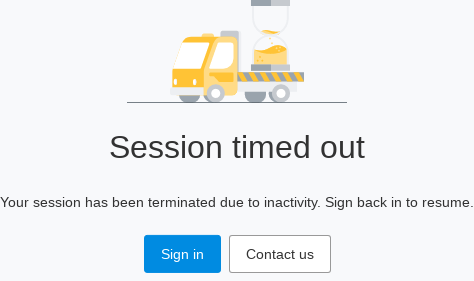 Session timed out
Your session has been terminated due to inactivity. Sign back in to resume.
Sign in
Contact us